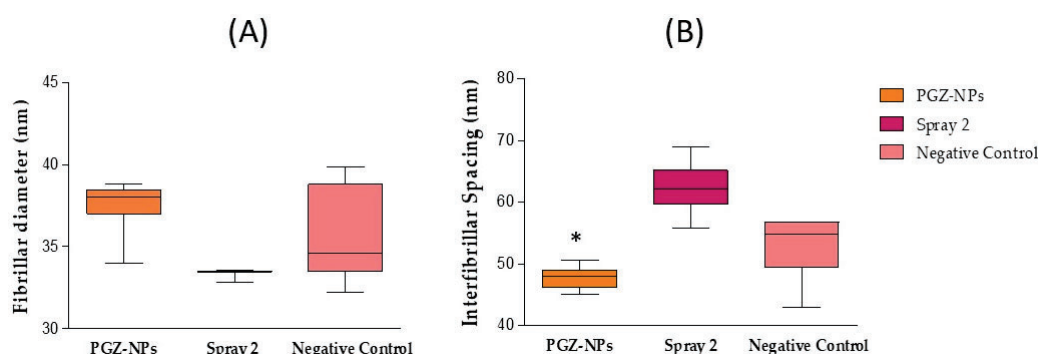 (A)
(B)
Fibrillar diameter (nm)
45
40
35
30
PGZ-NPs
Spray 2
Negative Control
Interfibrillar Spacing (nm)
80
70
60
50
40
*
PGZ-NPs
Spray 2
Negative Control
PGZ-NPs
Spray 2
Negative Control